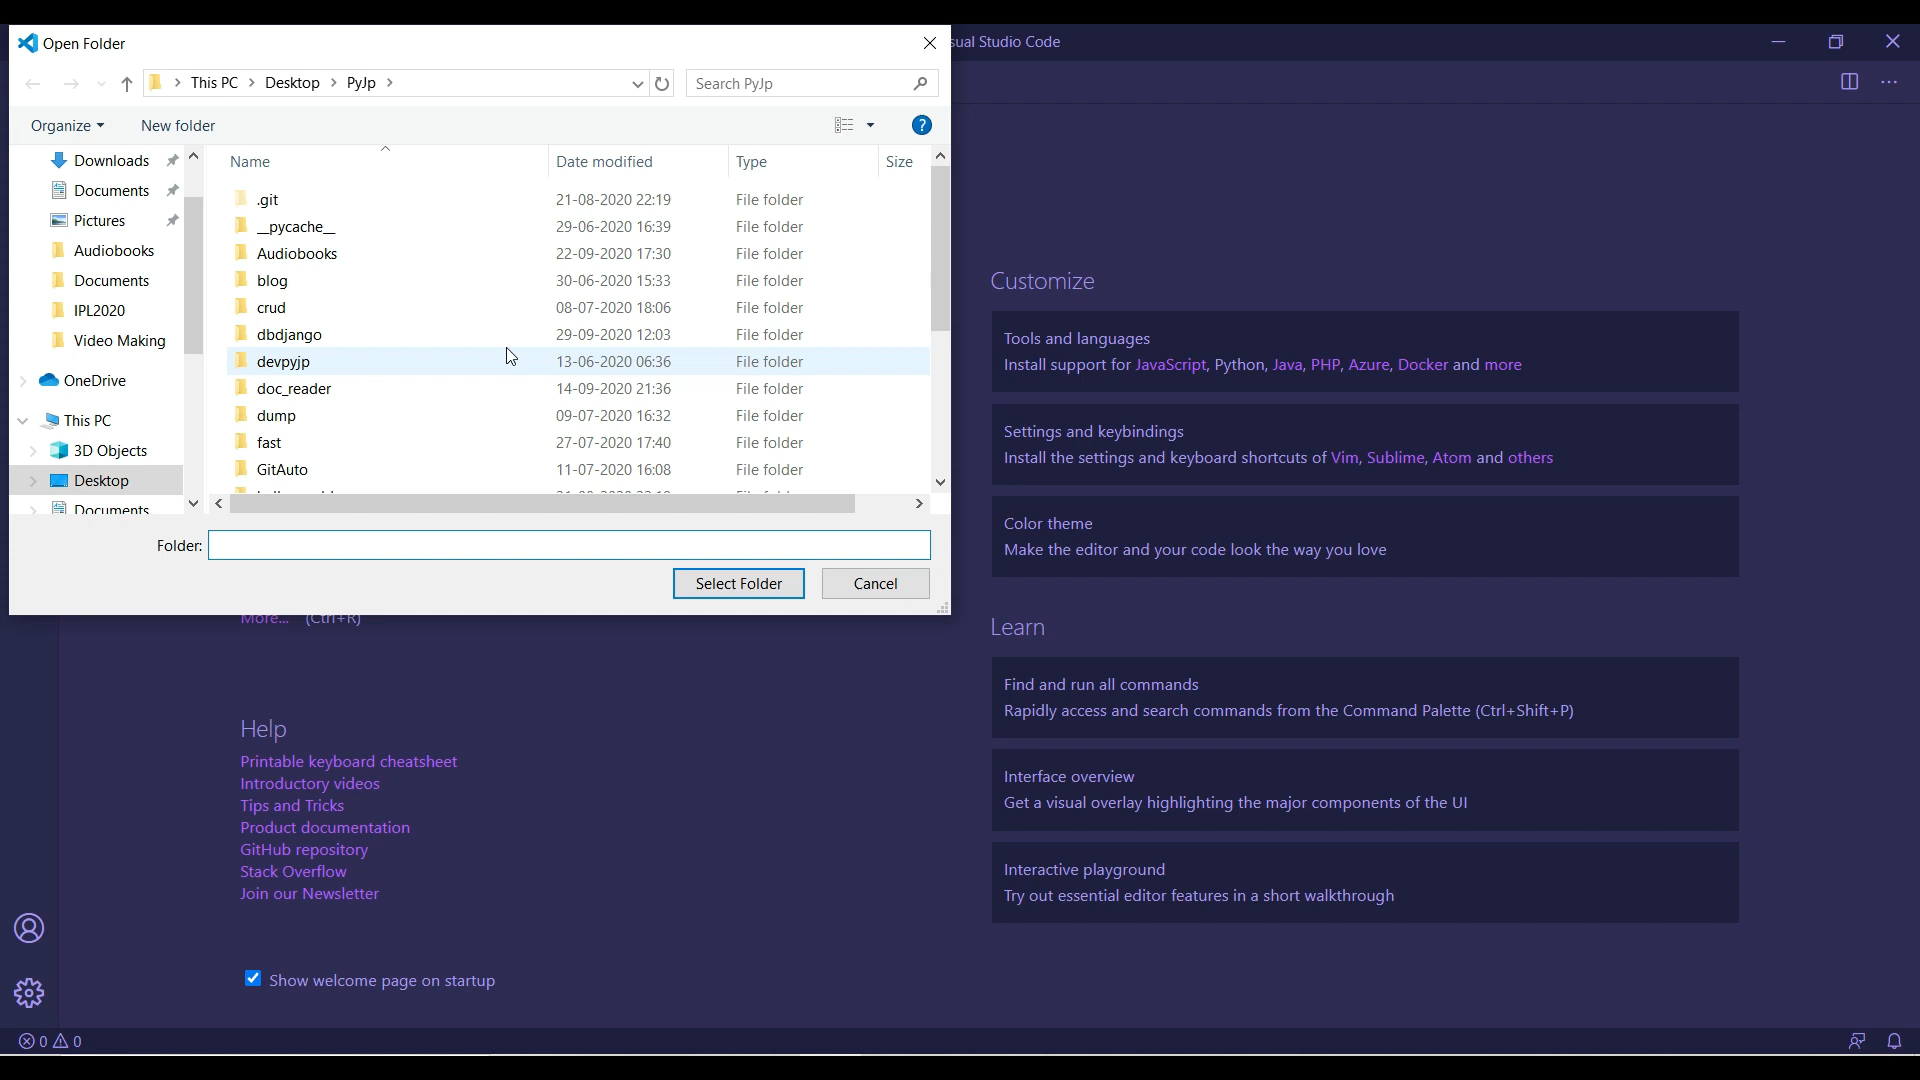 Open Folder
sual Studio Code
This PC > Desktop > PyJp >
Search PyJp
Organize
New folder
Downloads
Documents
Pictures
Audiobooks
Documents
IPL2020
Video Making
OneDrive
This PC
3D Objects
Desktop
Documents
Name Date modified Type Size
.git 21-08-2020 22:19 File folder
__pycache__ 29-06-2020 16:39 File folder
Audiobooks 22-09-2020 17:30 File folder
blog 30-06-2020 15:33 File folder
crud 08-07-2020 18:06 File folder
dbdjango 29-09-2020 12:03 File folder
devpyjp 13-06-2020 06:36 File folder
doc_reader 14-09-2020 21:36 File folder
dump 09-07-2020 16:32 File folder
fast 27-07-2020 17:40 File folder
GitAuto 11-07-2020 16:08 File folder
Folder:
Select Folder
Cancel
More... (Ctrl+R)
Help
Printable keyboard cheatsheet
Introductory videos
Tips and Tricks
Product documentation
GitHub repository
Stack Overflow
Join our Newsletter
Show welcome page on startup
Customize
Tools and languages
Install support for JavaScript, Python, Java, PHP, Azure, Docker and more
Settings and keybindings
Install the settings and keyboard shortcuts of Vim, Sublime, Atom and others
Color theme
Make the editor and your code look the way you love
Learn
Find and run all commands
Rapidly access and search commands from the Command Palette (Ctrl+Shift+P)
Interface overview
Get a visual overlay highlighting the major components of the UI
Interactive playground
Try out essential editor features in a short walkthrough
0 0